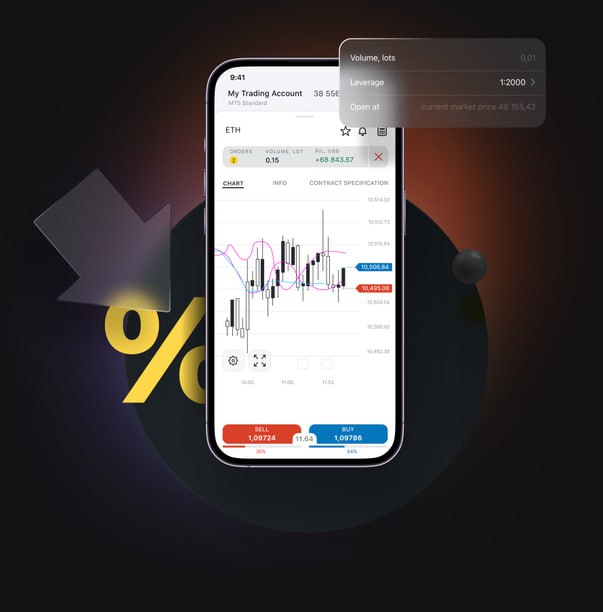 Volume, lots 0,01
Leverage 1:2000
Open at current market price 48 155,42
9:41
My Trading Account 38 556
MT5 Standard
ETH
ORDERS VOLUME, LOT P/L, USD
2 0.15 +68 843.57
CHART INFO CONTRACT SPECIFICATION
10,514.33
10,512.73
10,510.54
10,506.84
10,495.08
10,504.54
10,500.00
10,492.38
10:00 11:00 11:53
%
SELL BUY
1,09724 11.64 1,09786
36% 64%